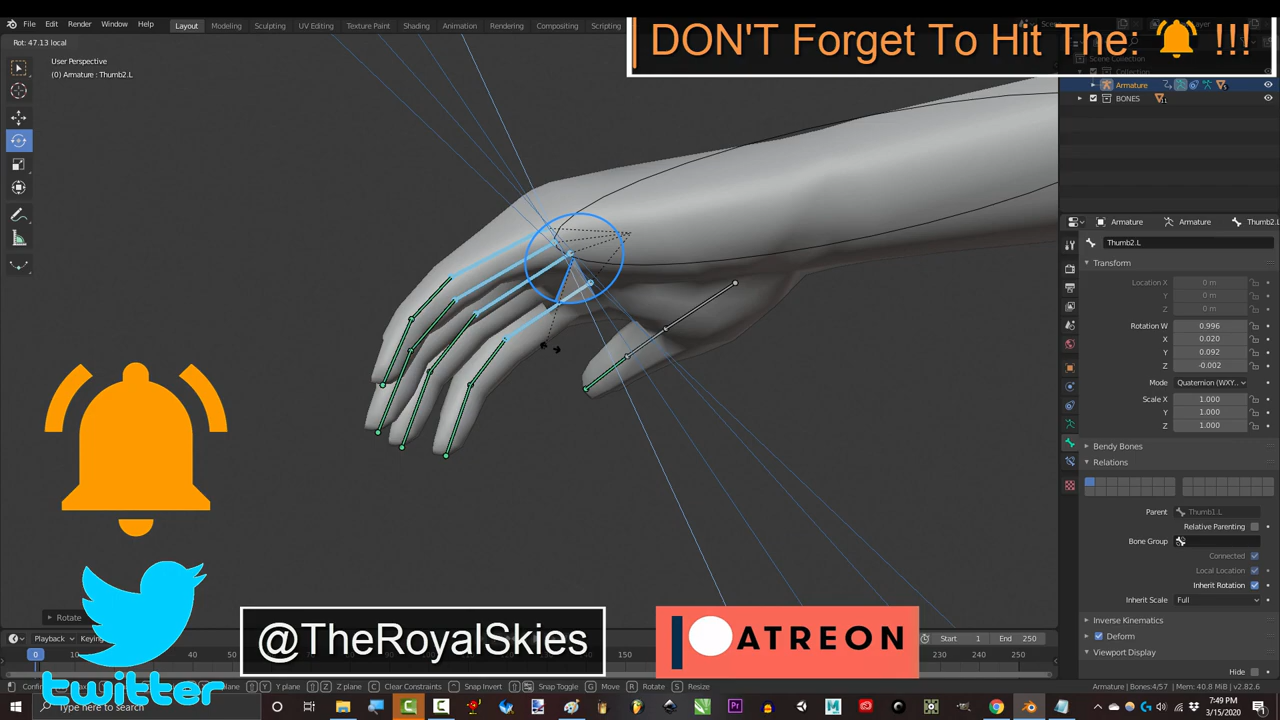 File Edit Render Window Help
Layout Modeling Sculpting UV Editing Texture Paint Shading Animation Rendering Compositing Scripting
DON'T Forget To Hit The: !!!
Rot: 47.13 local
User Perspective
(0) Armature : Thumb2.L
Scene Collection
Collection
Armature
BONES
Armature Armature Thumb2.L
Thumb2.L
Transform
Location X 0 m
Y 0 m
Z 0 m
Rotation W 0.996
X 0.020
Y 0.092
Z -0.002
Mode Quaternion (WXY...
Scale X 1.000
Y 1.000
Z 1.000
Bendy Bones
Relations
Parent Thumb1.L
Relative Parenting
Bone Group
Connected
Local Location
Inherit Rotation
Inherit Scale Full
Inverse Kinematics
Deform
Viewport Display
Hide
Rotate
@TheRoyalSkies
PATREON
twitter
Playback Keying
Start 1 End 250
0 50 150 200 250
Y plane Z plane C Clear Constraints Snap Invert Snap Toggle G Move R Rotate S Resize
Armature | Bones:4/57 | Mem: 40.8 MiB | v2.82.6
Type here to search
7:49 PM
3/15/2020